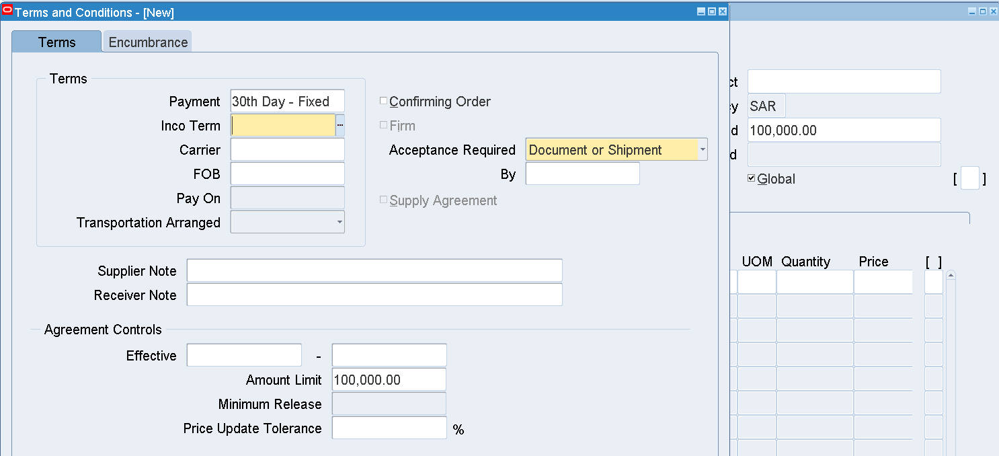 Terms and Conditions - [New]
Terms Encumbrance
Terms
Payment 30th Day - Fixed Confirming Order
Inco Term ... Firm
Carrier Acceptance Required Document or Shipment
FOB By
Pay On Supply Agreement
Transportation Arranged
Supplier Note
Receiver Note
Agreement Controls
Effective -
Amount Limit 100,000.00
Minimum Release
Price Update Tolerance %
ct
cy SAR
d 100,000.00
d
Global [ ]
UOM Quantity Price [ ]